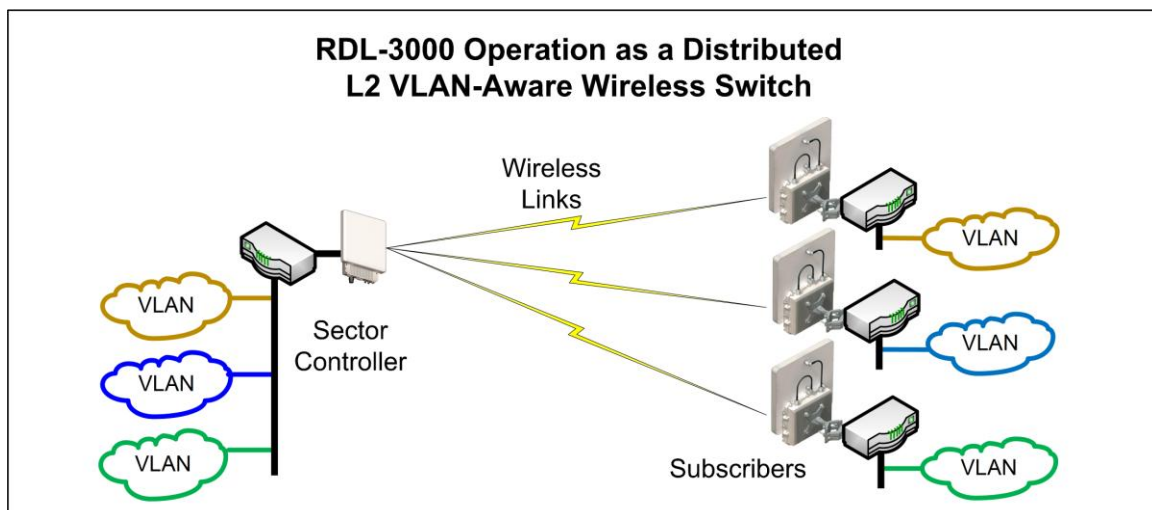 RDL-3000 Operation as a Distributed
L2 VLAN-Aware Wireless Switch
Wireless
Links
VLAN
VLAN
Sector
Controller
VLAN
VLAN
VLAN
Subscribers
VLAN